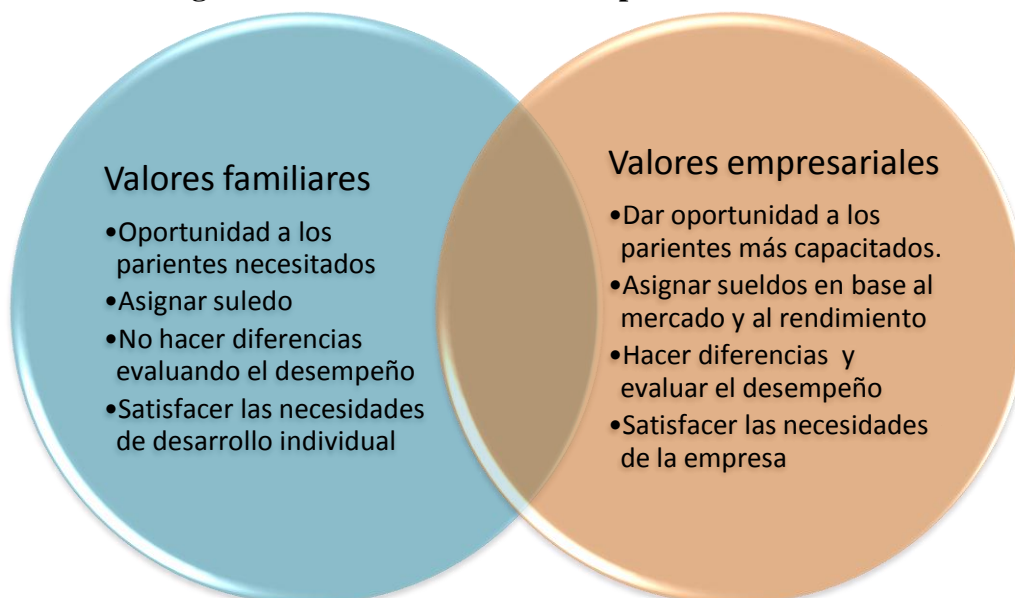 Valores familiares
•Oportunidad a los
parientes necesitados
•Asignar suledo
•No hacer diferencias
evaluando el desempeño
•Satisfacer las necesidades
de desarrollo individual
Valores empresariales
•Dar oportunidad a los
parientes más capacitados.
•Asignar sueldos en base al
mercado y al rendimiento
•Hacer diferencias y
evaluar el desempeño
•Satisfacer las necesidades
de la empresa